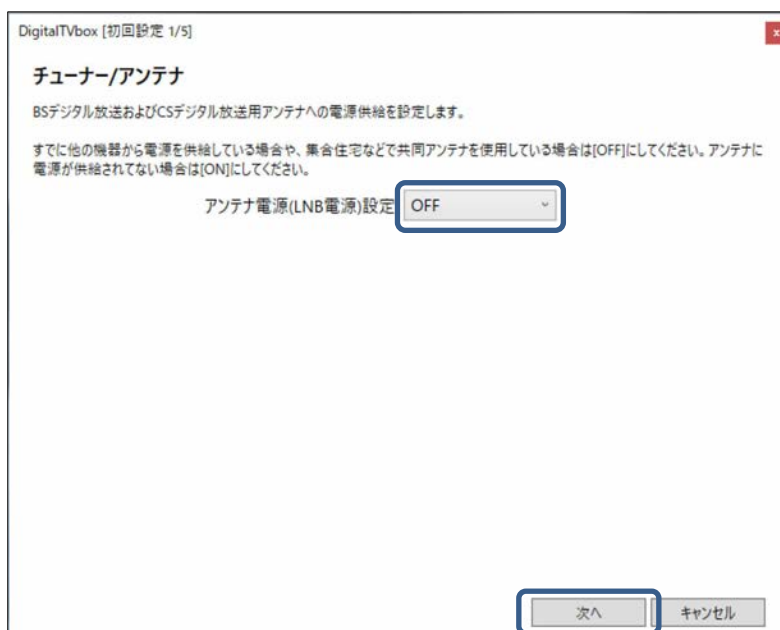 DigitalTVbox [初回設定 1/5]
x
チューナー/アンテナ
BSデジタル放送およびCSデジタル放送用アンテナへの電源供給を設定します。
すでに他の機器から電源を供給している場合や、集合住宅などで共同アンテナを使用している場合は[OFF]にしてください。アンテナに
電源が供給されてない場合は[ON]にしてください。
アンテナ電源(LNB電源)設定 OFF
次へ キャンセル